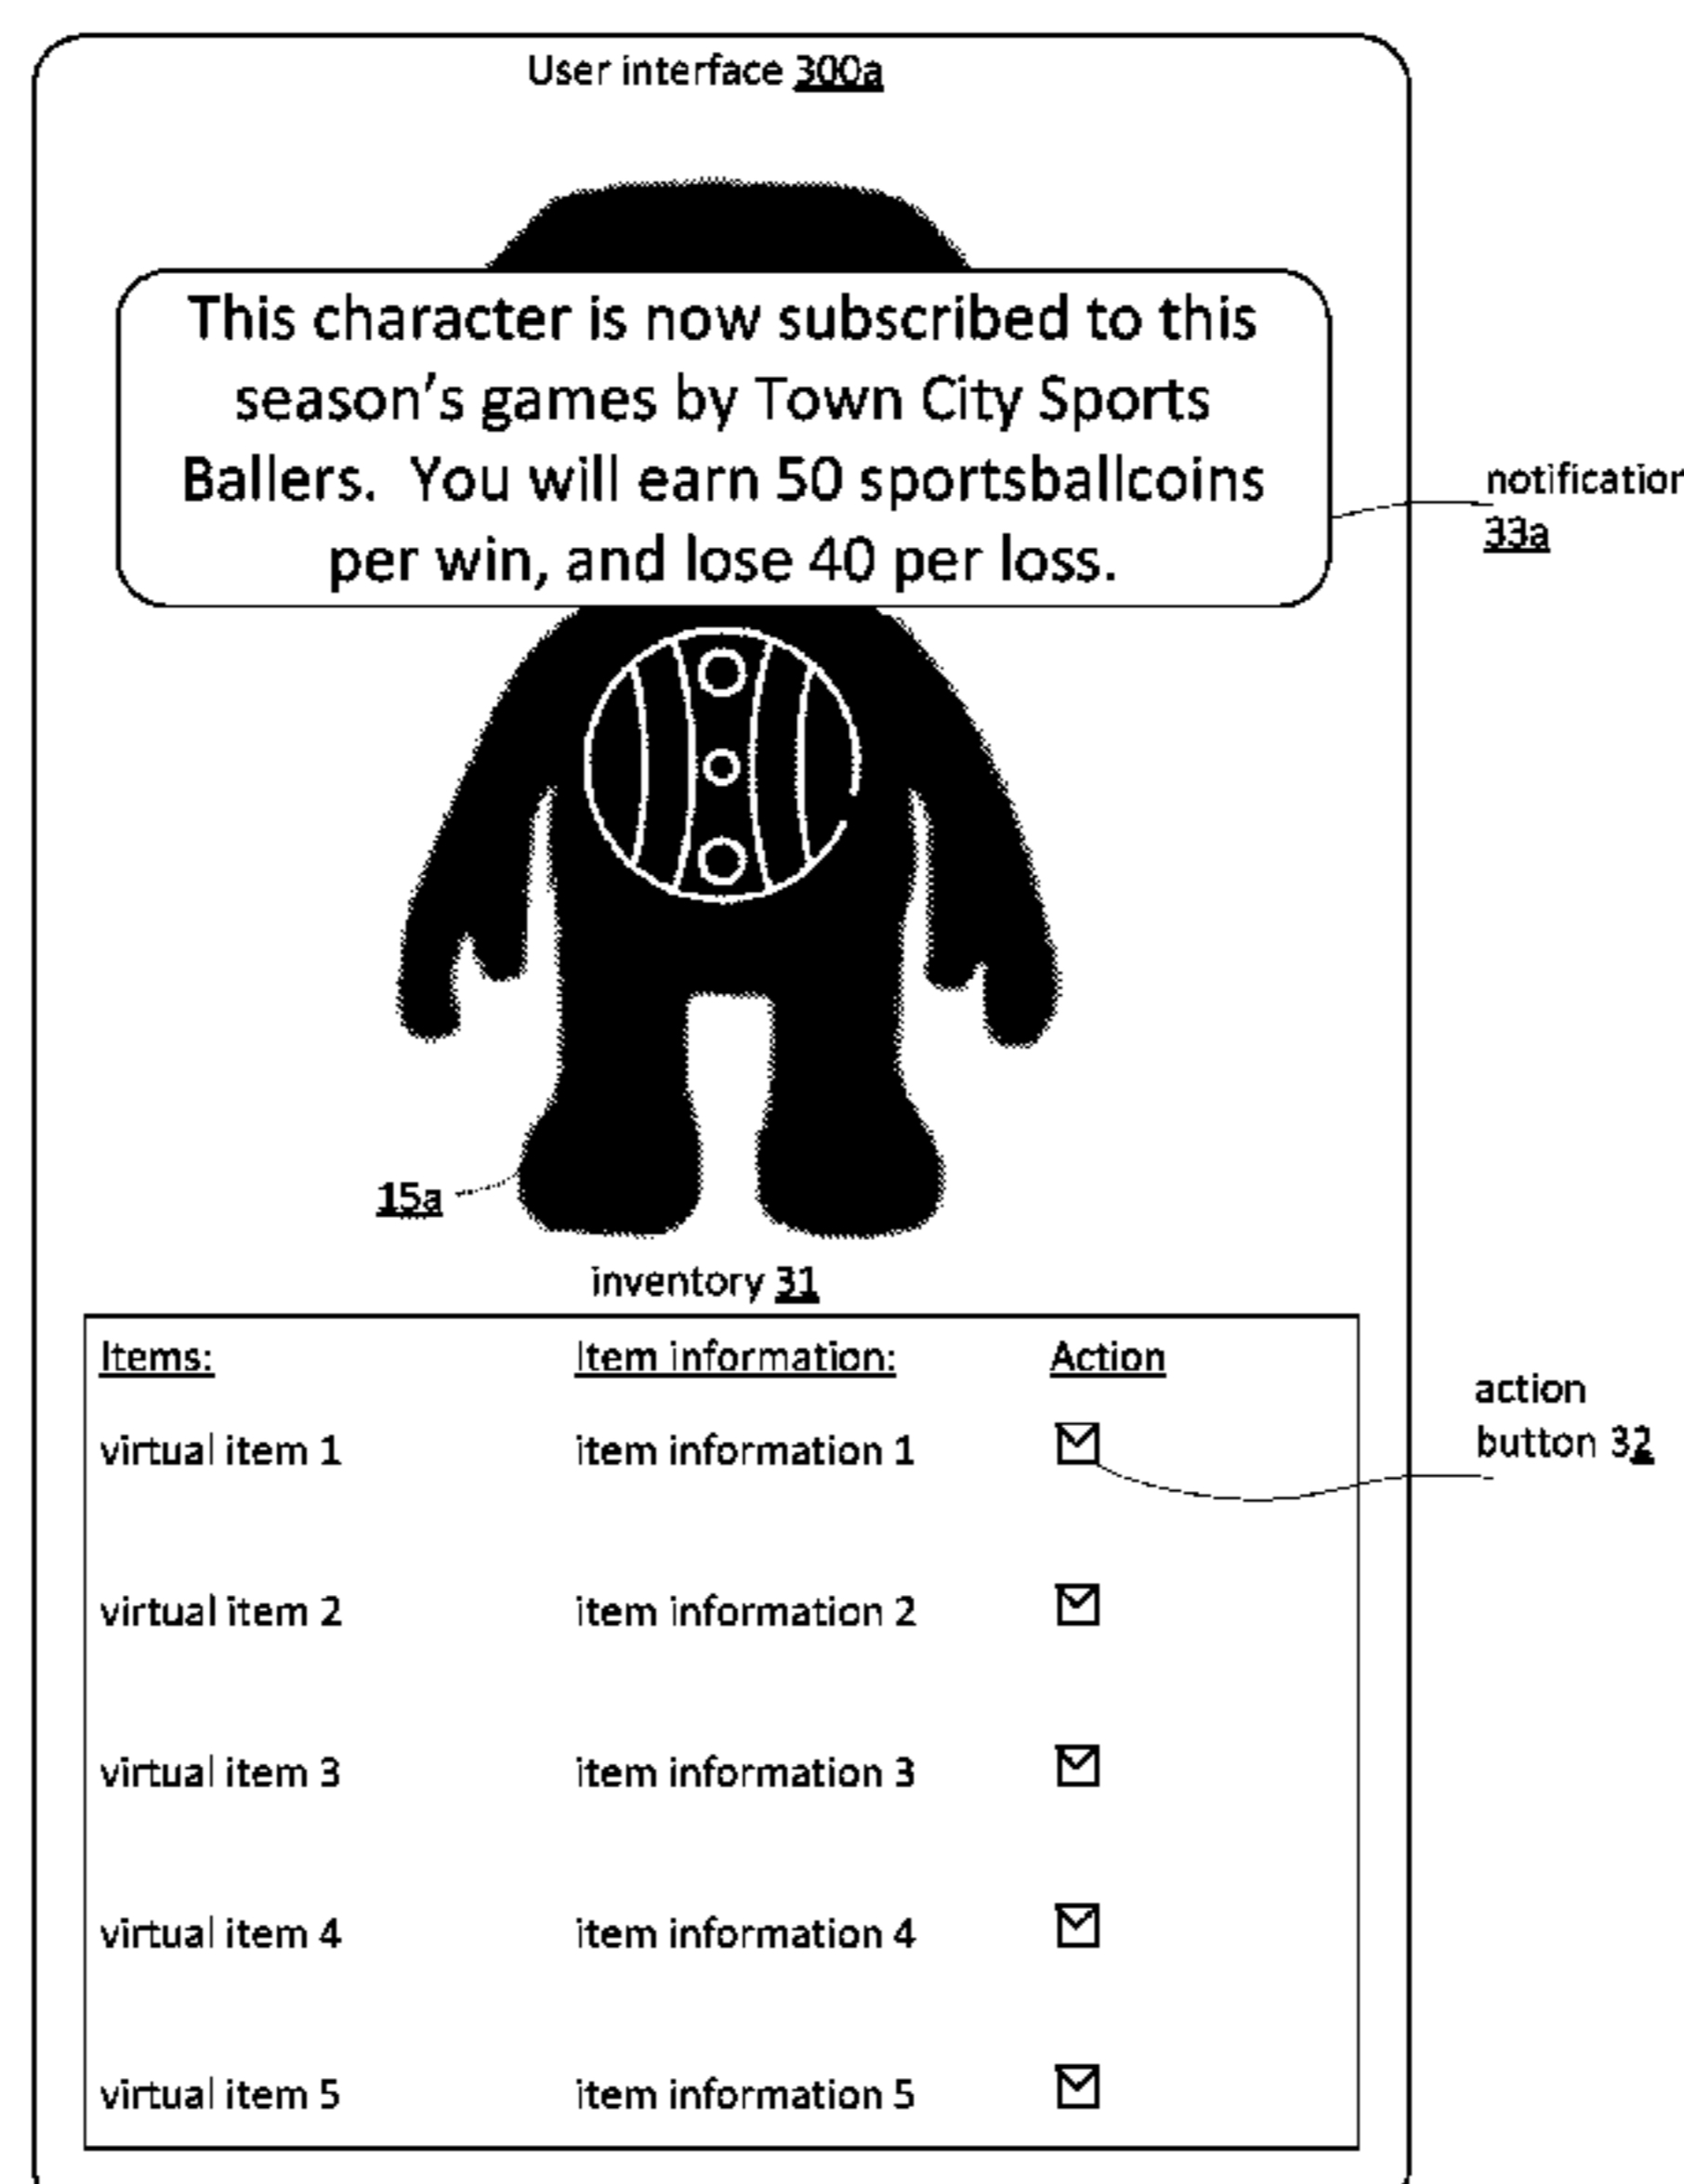 User interface 300a
This character is now subscribed to this
season's games by Town City Sports
Ballers. You will earn 50 sportsballcoins
per win, and lose 40 per loss.
notification
33a
15a
inventory 31
Items: Item information: Action
action
button 32
virtual item 1 item information 1
virtual item 2 item information 2
virtual item 3 item information 3
virtual item 4 item information 4
virtual item 5 item information 5